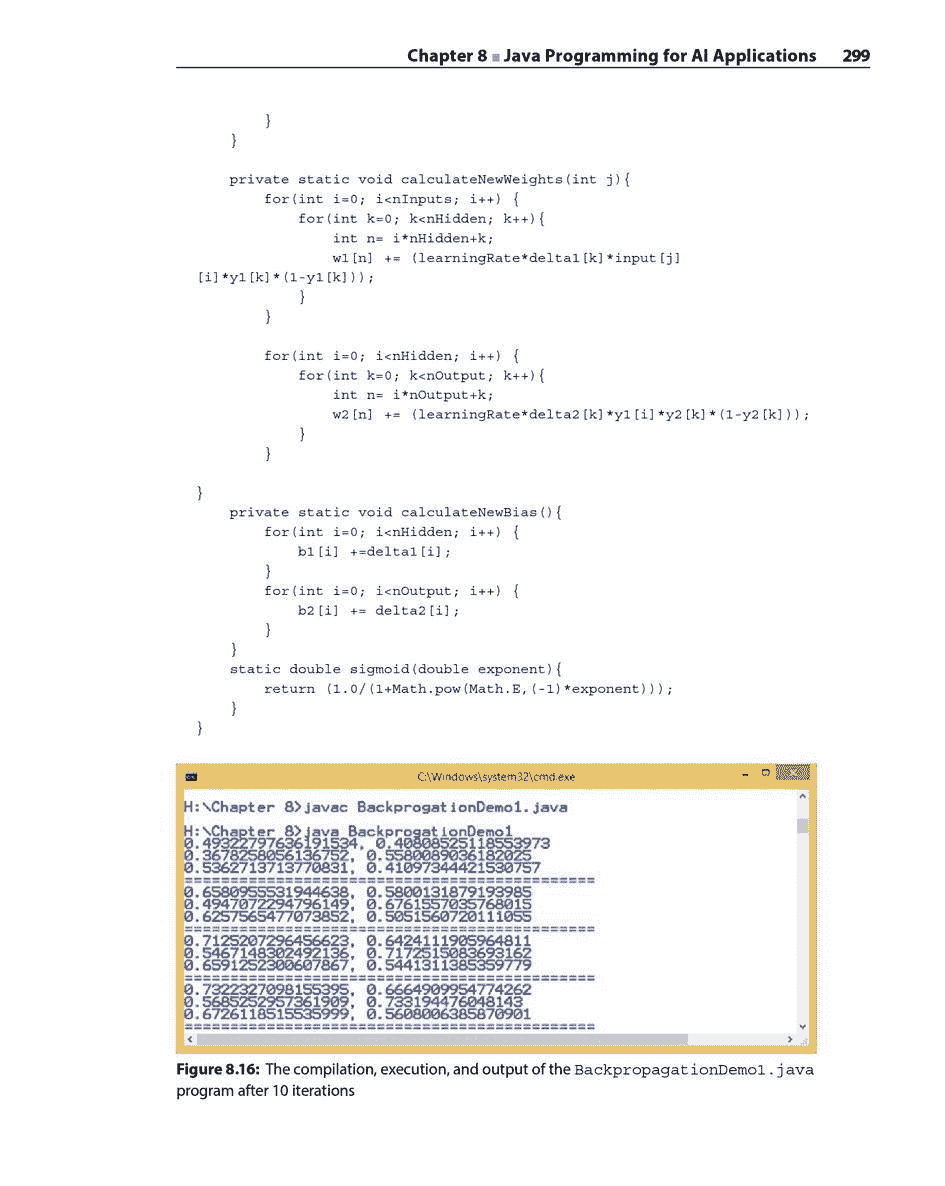 Chapter 8 ■ Java Programming for AI Applications 299
}
}
private static void calculateNewWeights(int j){
for(int i=0; i<nInputs; i++) {
for(int k=0; k<nHidden; k++){
int n= i*nHidden+k;
w1[n] += (learningRate*delta1[k]*input[j]
[i]*y1[k]*(1-y1[k]));
}
}
for(int i=0; i<nHidden; i++) {
for(int k=0; k<nOutput; k++){
int n= i*nOutput+k;
w2[n] += (learningRate*delta2[k]*y1[i]*y2[k]*(1-y2[k]));
}
}
}
private static void calculateNewBias(){
for(int i=0; i<nHidden; i++) {
b1[i] +=delta1[i];
}
for(int i=0; i<nOutput; i++) {
b2[i] += delta2[i];
}
}
static double sigmoid(double exponent){
return (1.0/(1+Math.pow(Math.E,(-1)*exponent)));
}
}
C:\Windows\system32\cmd.exe
H:\Chapter 8>javac BackprogationDemo1.java
H:\Chapter 8>java BackprogationDemo1
0.49322797636191534, 0.40808525118553973
0.3678258056136752, 0.5580089036182025
0.5362713713770831, 0.41097344421530757
================================================
0.6580955531944638, 0.5800131879193985
0.4947072294796149, 0.6761557035768015
0.6257565477073852, 0.5051560720111055
================================================
0.7125207296456623, 0.6424111905964811
0.5467148302492136, 0.7172515083693162
0.6591252300607867, 0.5441311385359779
================================================
0.7322327098155395, 0.6664909954774262
0.5685252957361909, 0.733194476048143
0.6726118515535999, 0.5608006385870901
================================================
Figure 8.16: The compilation, execution, and output of the BackpropagationDemo1.java
program after 10 iterations